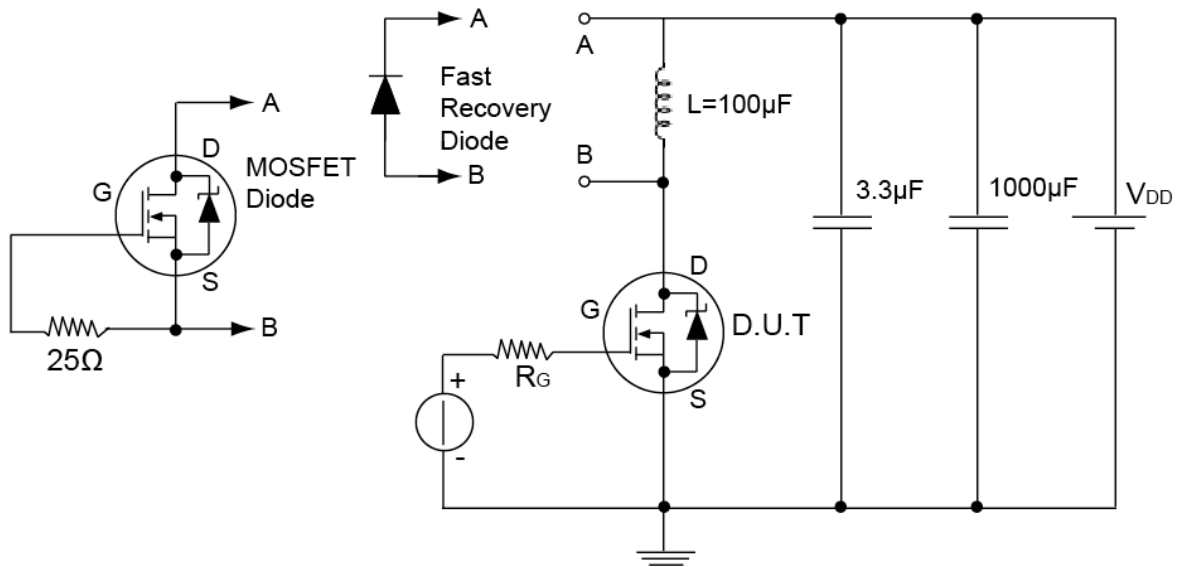 A
D
G
MOSFET
Diode
S
B
25Ω
A
Fast
Recovery
Diode
B
A
B
L=100μF
3.3μF
1000μF
VDD
D
G
D.U.T
S
RG
+
-